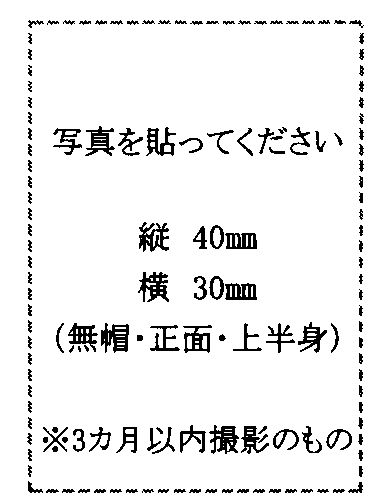 写真を貼ってください
縦 40mm
横 30mm
(無帽・正面・上半身)
※3カ月以内撮影のもの